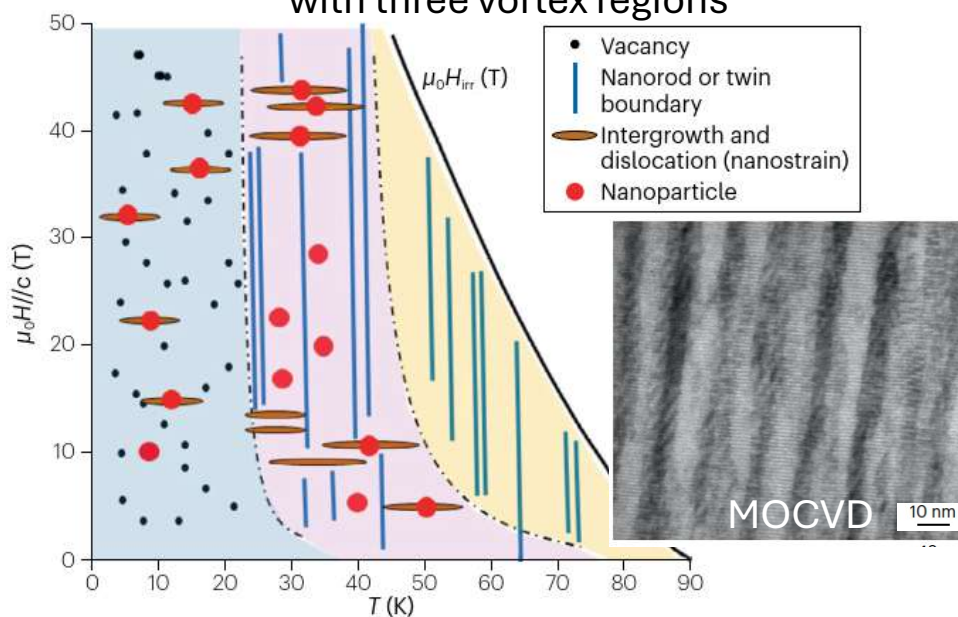 with three vortex regions
50
40
30
20
10
0
μ₀H//c (T)
0 10 20 30 40 50 60 70 80 90
T (K)
μ₀Hirr (T)
Vacancy
Nanorod or twin
boundary
Intergrowth and
dislocation (nanostrain)
Nanoparticle
MOCVD
10 nm